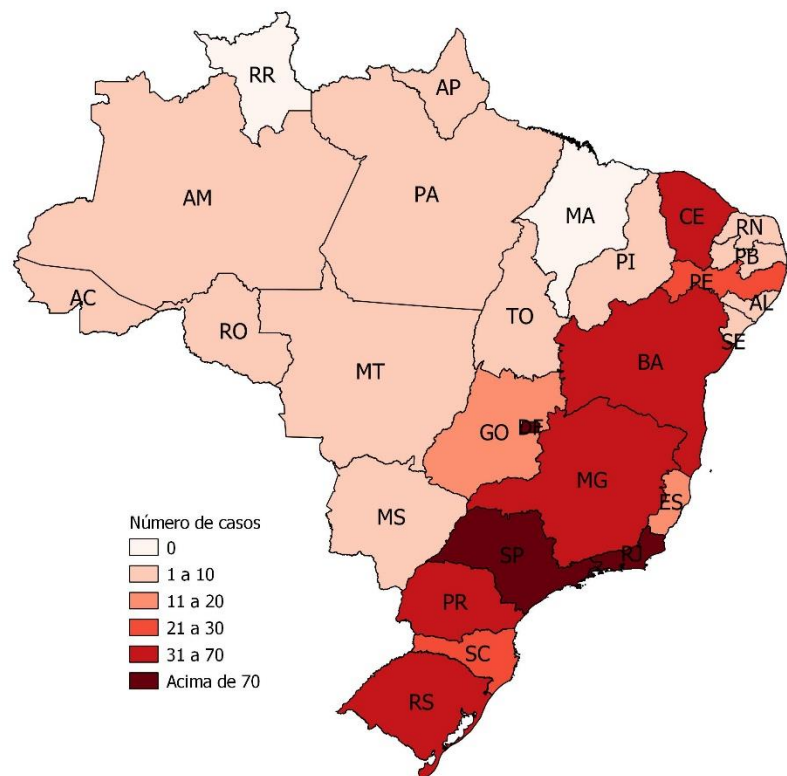 RR
AP
AM
PA
MA
CE
RN
PB
PI
PE
AL
AC
TO
SE
RO
BA
MT
GO
DF
MG
ES
MS
SP
RJ
PR
SC
RS
Número de casos
0
1 a 10
11 a 20
21 a 30
31 a 70
Acima de 70